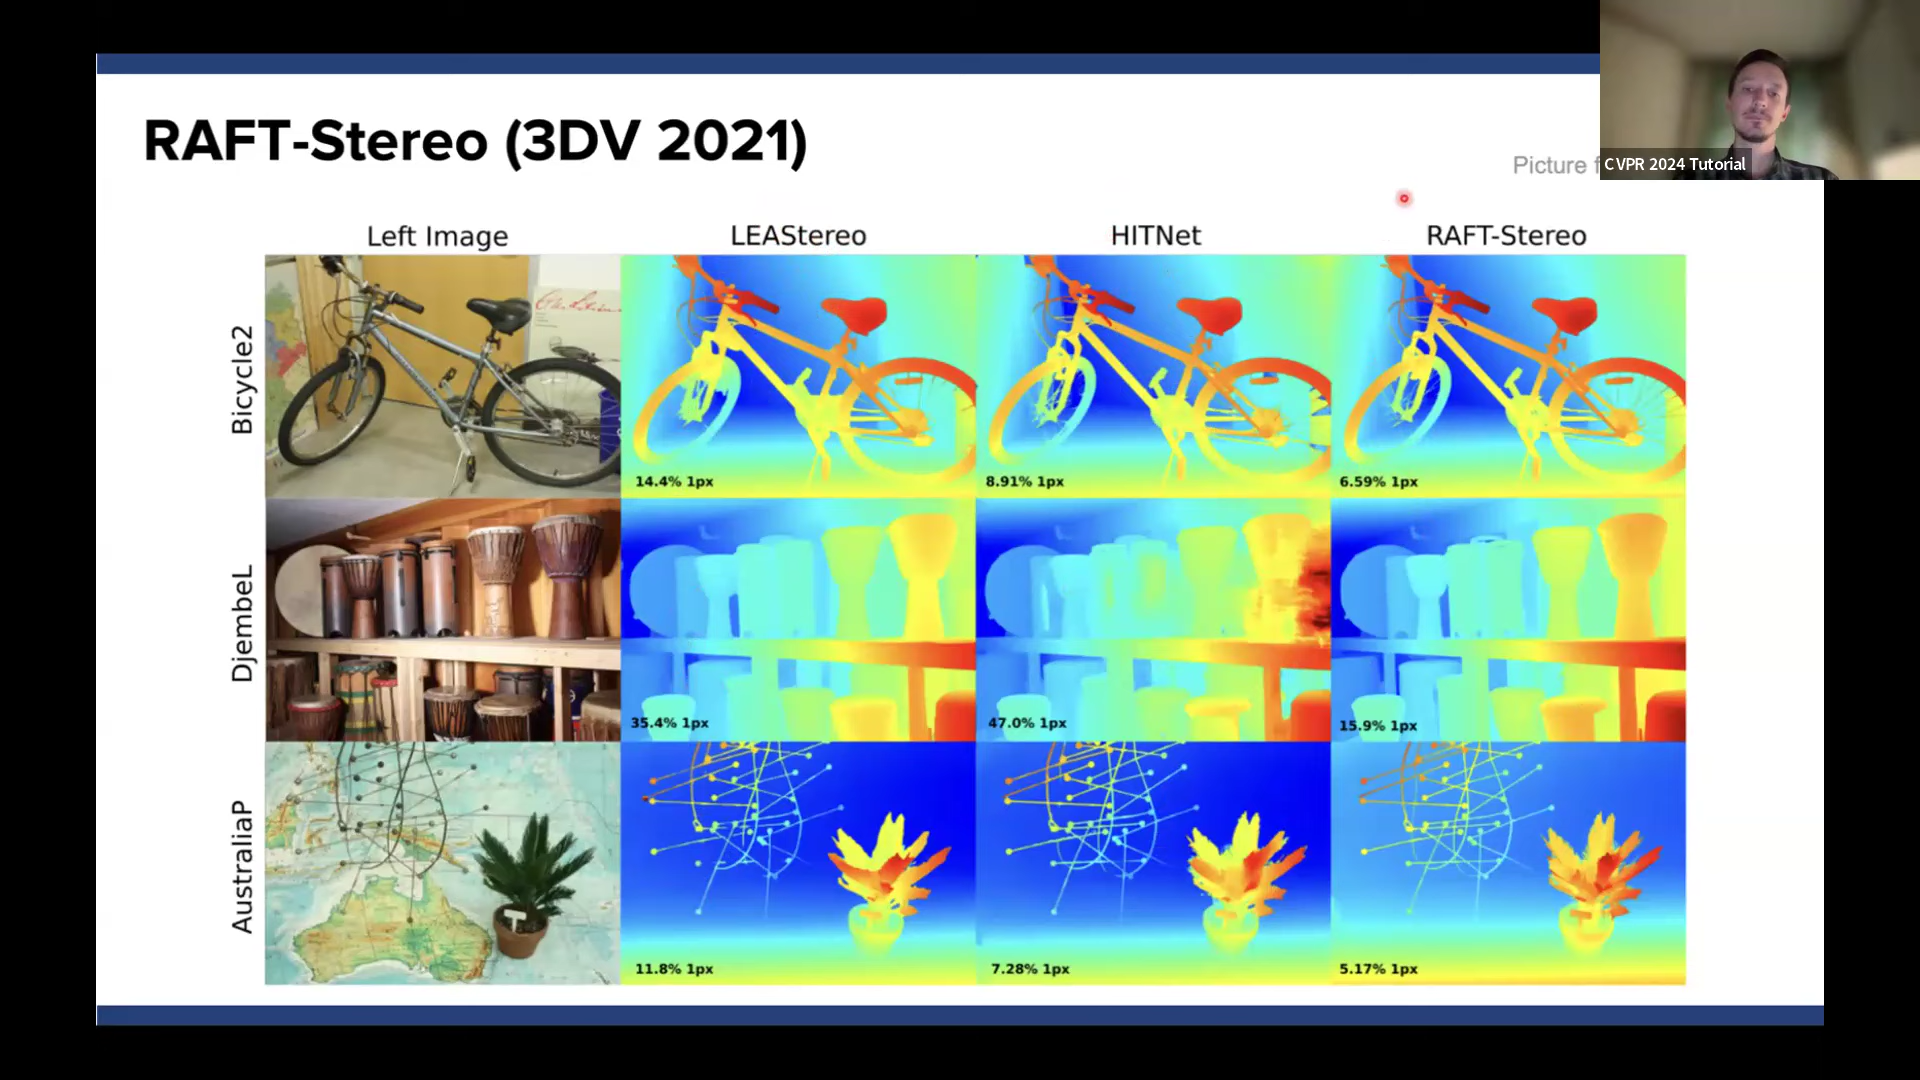 RAFT-Stereo (3DV 2021)
Picture
CVPR 2024 Tutorial
Left Image
LEAStereo
HITNet
RAFT-Stereo
Bicycle2
14.4% 1px
8.91% 1px
6.59% 1px
DjembeL
35.4% 1px
47.0% 1px
15.9% 1px
AustraliaP
11.8% 1px
7.28% 1px
5.17% 1px